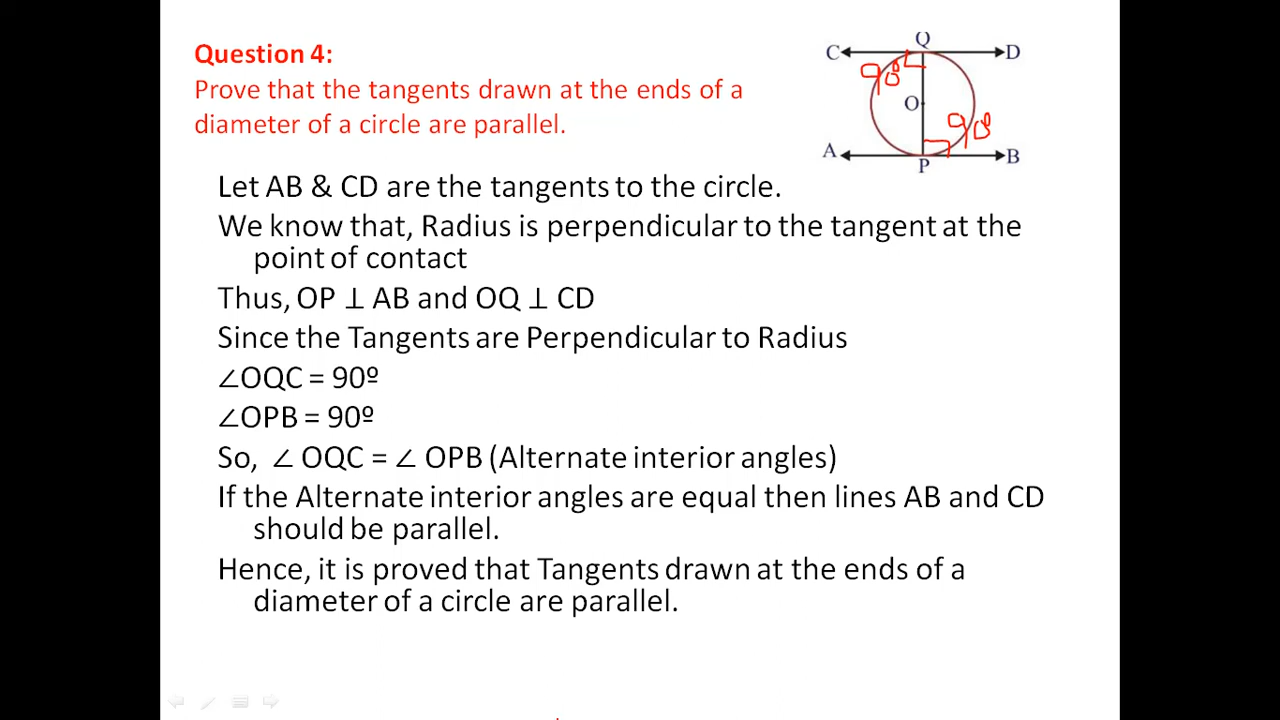 Question 4:
Prove that the tangents drawn at the ends of a
diameter of a circle are parallel.
C Q D
90°
O
90°
A P B
Let AB & CD are the tangents to the circle.
We know that, Radius is perpendicular to the tangent at the
point of contact
Thus, OP ⊥ AB and OQ ⊥ CD
Since the Tangents are Perpendicular to Radius
∠OQC = 90º
∠OPB = 90º
So, ∠ OQC = ∠ OPB (Alternate interior angles)
If the Alternate interior angles are equal then lines AB and CD
should be parallel.
Hence, it is proved that Tangents drawn at the ends of a
diameter of a circle are parallel.